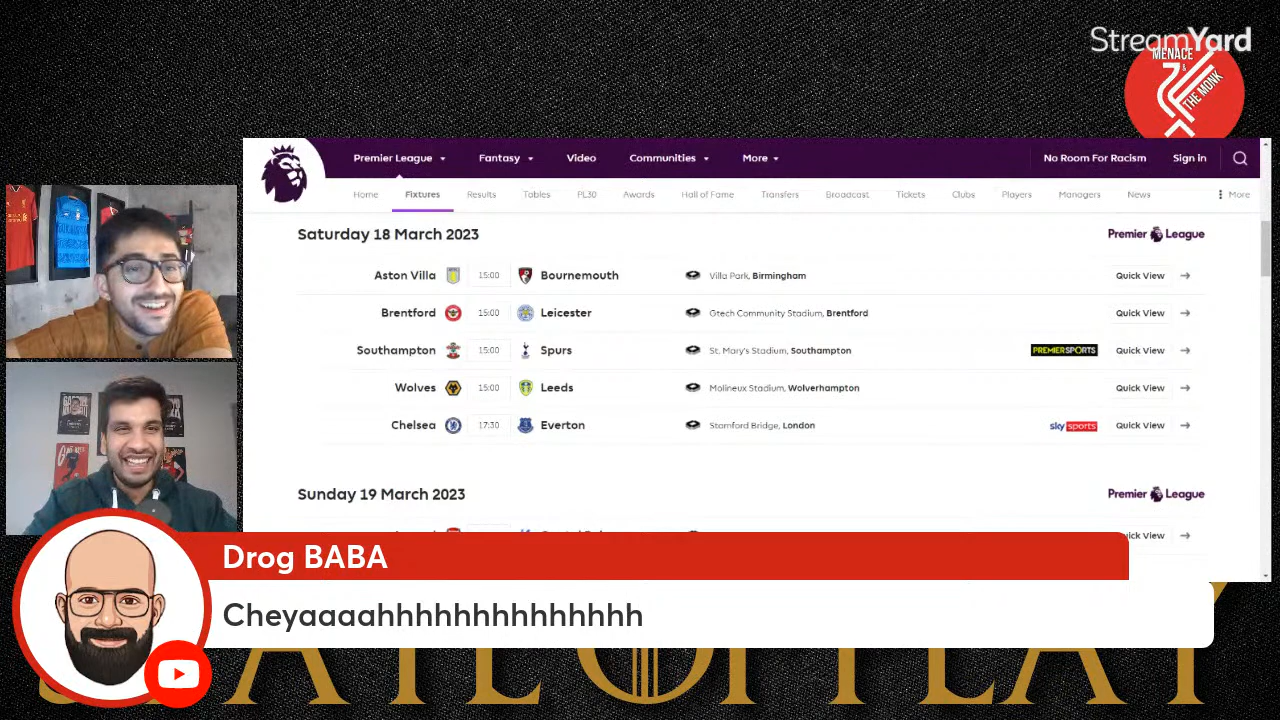 StreamYard
MENACE
&
THE MONK
Premier League Fantasy Video Communities More No Room For Racism Sign in
Home Fixtures Results Tables PL30 Awards Hall of Fame Transfers Broadcast Tickets Clubs Players Managers News More
Saturday 18 March 2023 Premier League
Aston Villa 15:00 Bournemouth Villa Park, Birmingham Quick View
Brentford 15:00 Leicester Gtech Community Stadium, Brentford Quick View
Southampton 15:00 Spurs St. Mary's Stadium, Southampton PREMIER SPORTS Quick View
Wolves 15:00 Leeds Molineux Stadium, Wolverhampton Quick View
Chelsea 17:30 Everton Stamford Bridge, London sky sports Quick View
Sunday 19 March 2023 Premier League
Quick View
Drog BABA
Cheyaaaahhhhhhhhhhhhhhh